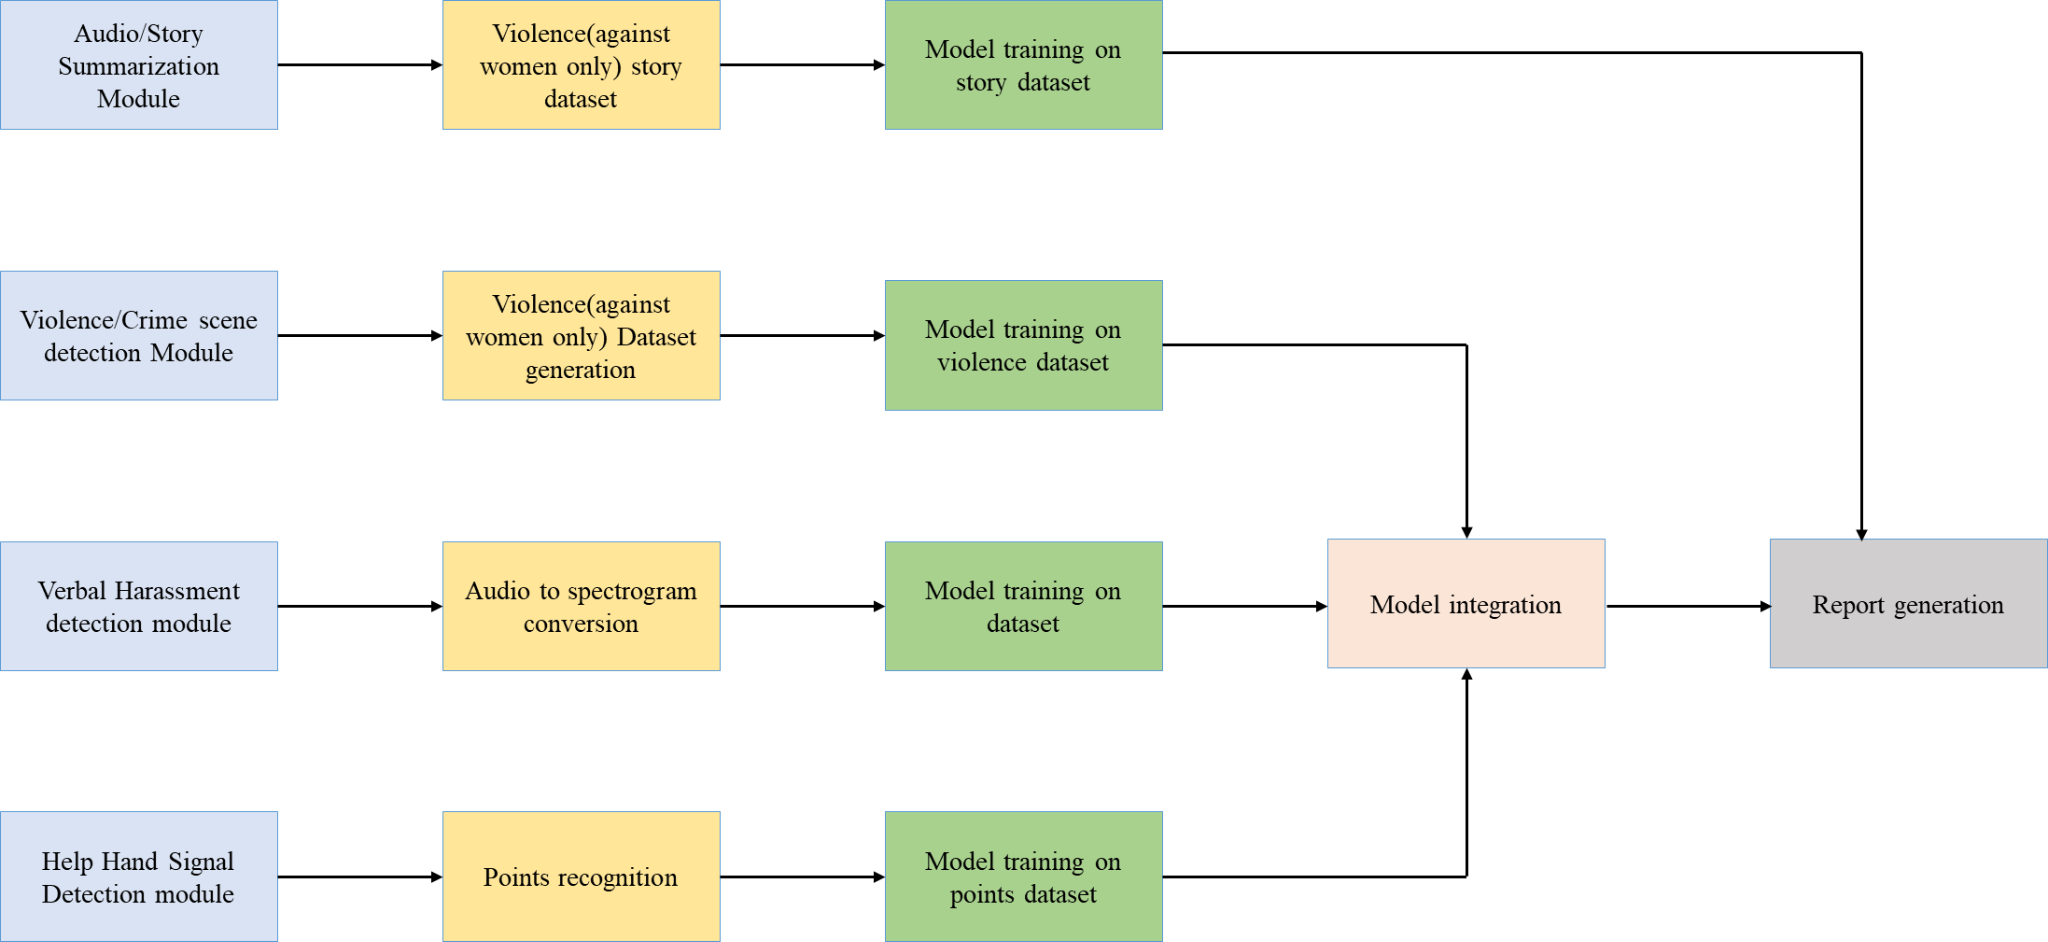 Audio/Story
Summarization
Module
Violence(against
women only) story
dataset
Model training on
story dataset
Violence/Crime scene
detection Module
Violence(against
women only) Dataset
generation
Model training on
violence dataset
Verbal Harassment
detection module
Audio to spectrogram
conversion
Model training on
dataset
Model integration
Report generation
Help Hand Signal
Detection module
Points recognition
Model training on
points dataset